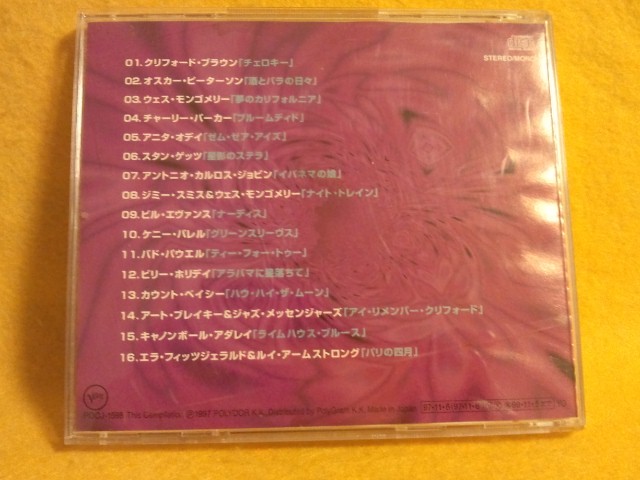 STEREO/MONO
01.クリフォード・ブラウン「チェロキー」
02.オスカー・ピーターソン「酒とバラの日々」
03.ウェス・モンゴメリー「夢のカリフォルニア」
04.チャーリー・パーカー「ブルームディド」
05.アニタ・オデイ「ゼム・ゼア・アイズ」
06.スタン・ゲッツ「星影のステラ」
07.アントニオ・カルロス・ジョビン「イパネマの娘」
08.ジミー・スミス&ウェス・モンゴメリー「ナイト・トレイン」
09.ビル・エヴァンス「ナーディス」
10.ケニー・バレル「グリーンスリーヴス」
11.バド・パウエル「ティー・フォー・トゥー」
12.ビリー・ホリデイ「アラバマに星落ちて」
13.カウント・ベイシー「ハウ・ハイ・ザ・ムーン」
14.アート・ブレイキー&ジャズ・メッセンジャーズ「アイ・リメンバー・クリフォード」
15.キャノンボール・アダレイ「ライムハウス・ブルース」
16.エラ・フィッツジェラルド&ルイ・アームストロング「パリの四月」
This Compilation ℗1997 POLYDOR K.K. Distributed by PolyGram K.K. Made in Japan